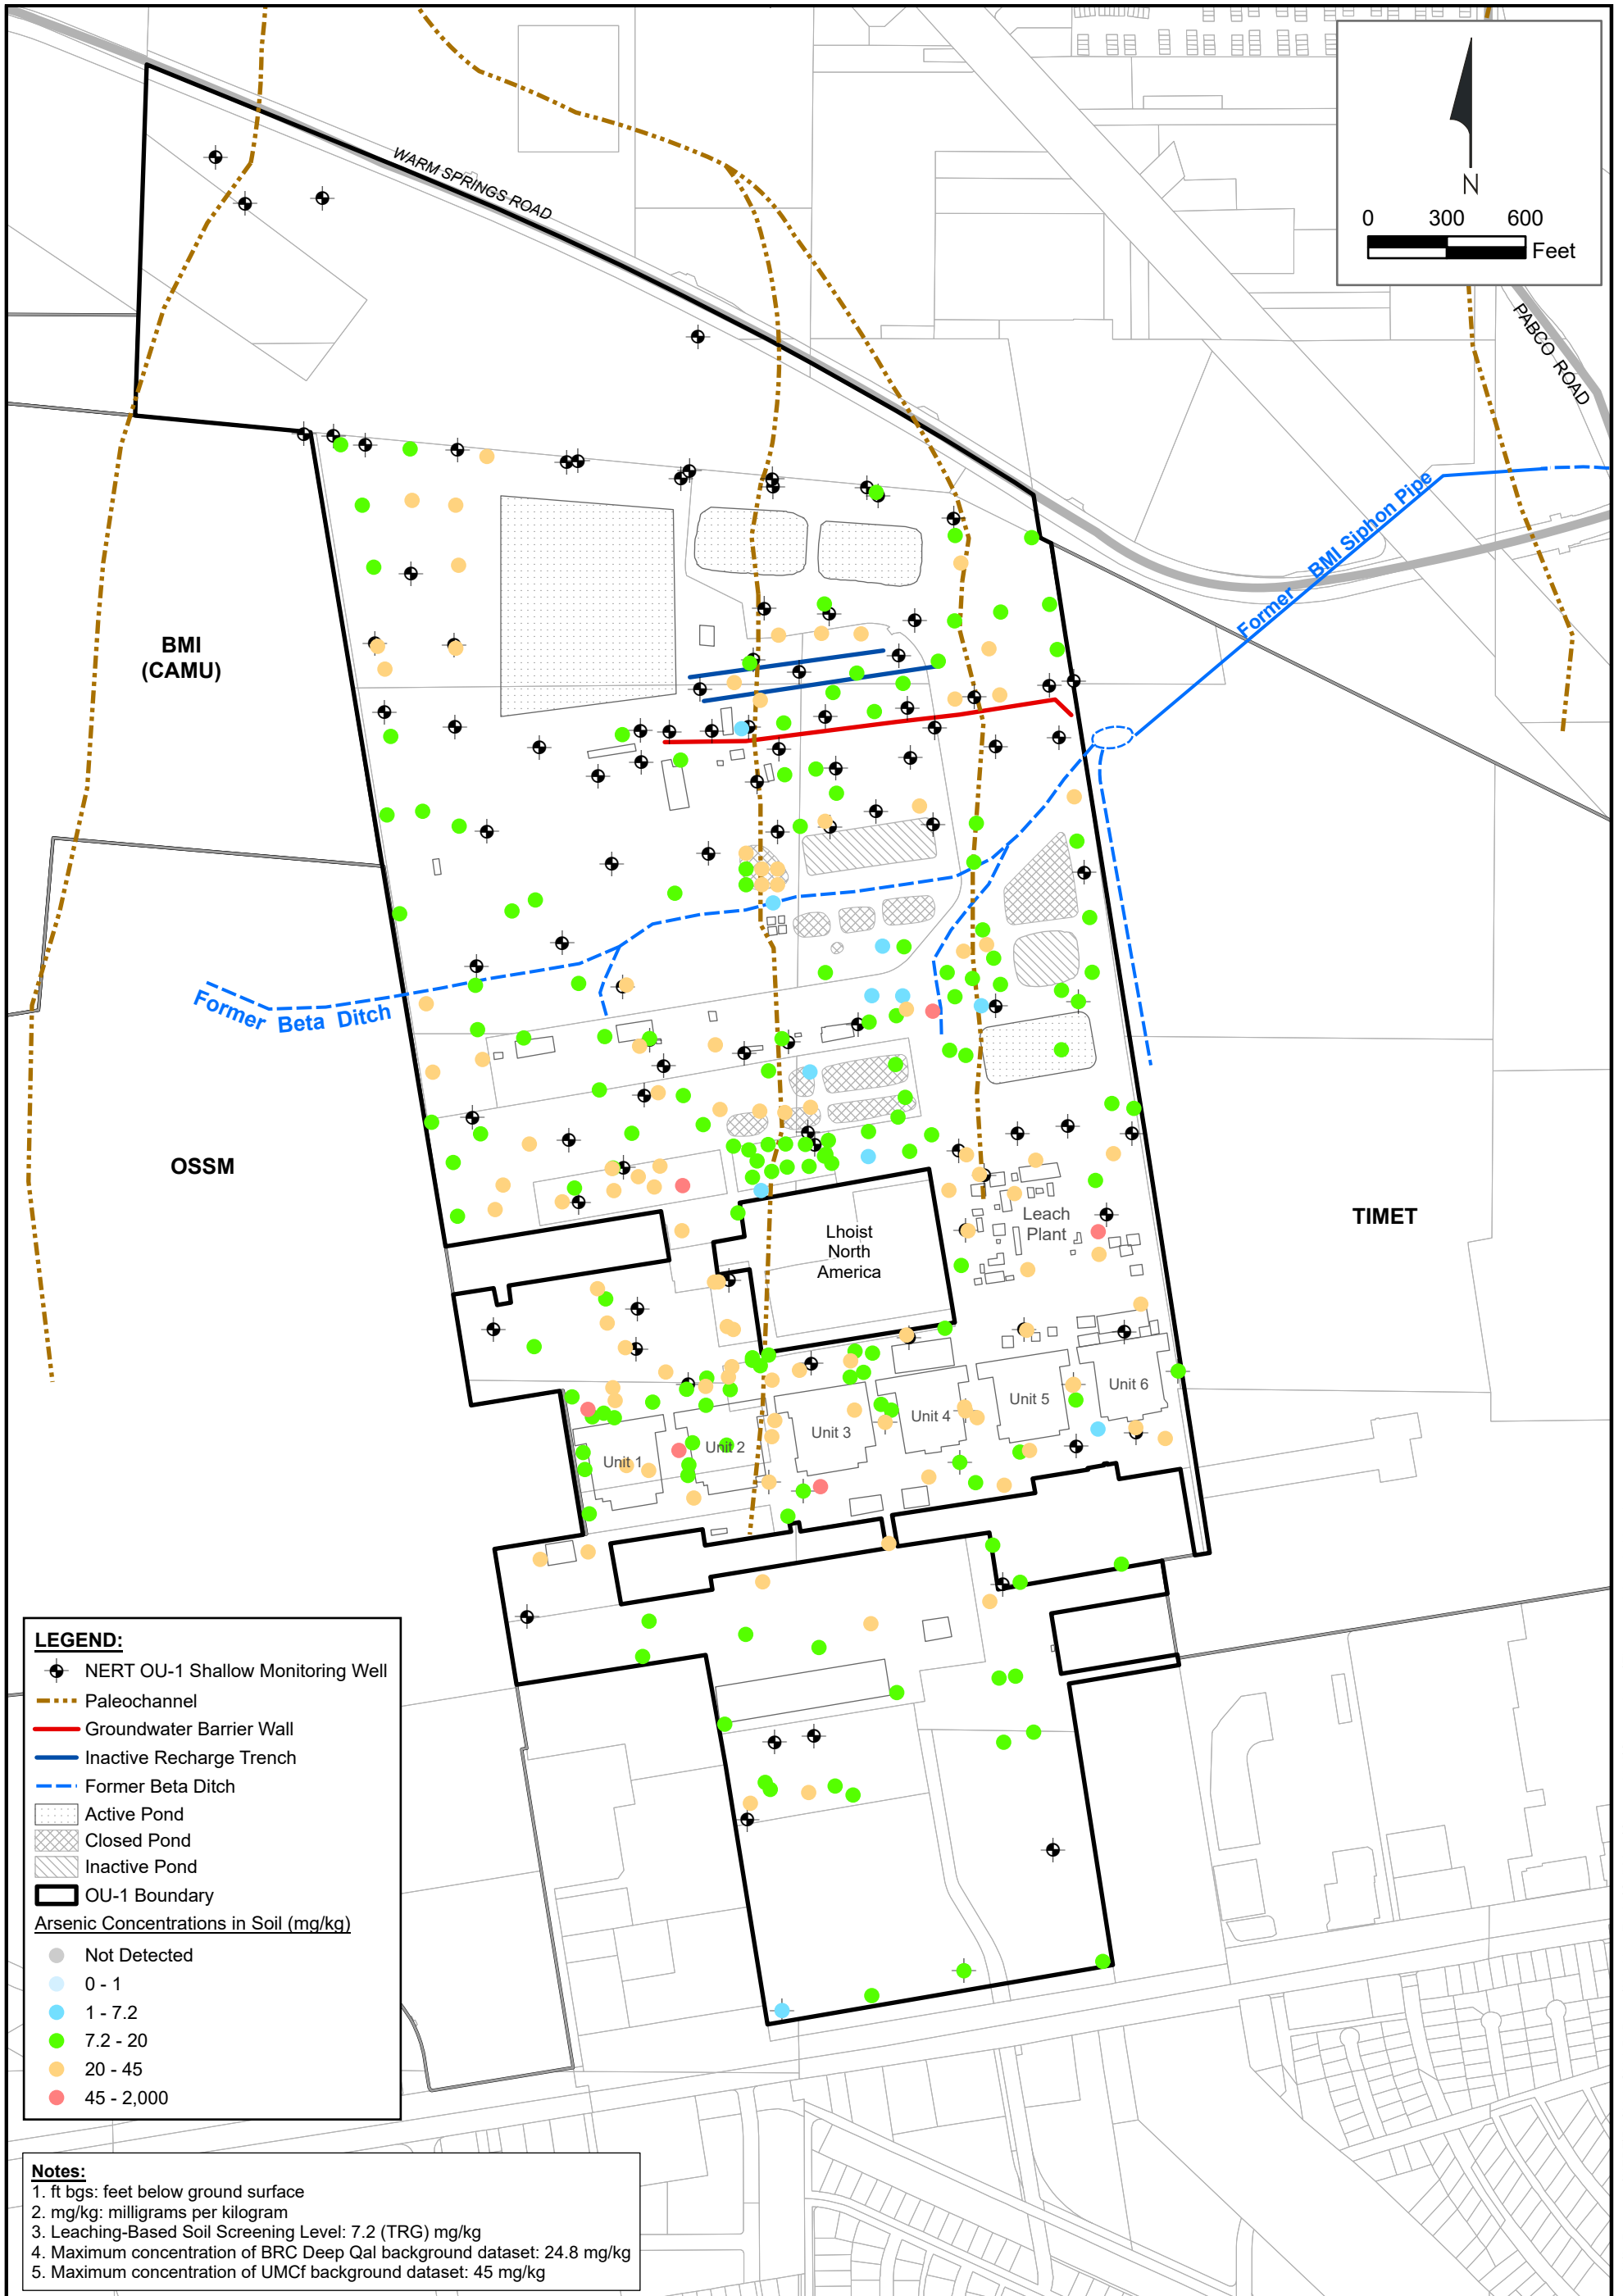 WARM SPRINGS ROAD
N
0 300 600
Feet
PABCO ROAD
Former BMI Siphon Pipe
BMI
(CAMU)
Former Beta Ditch
OSSM
TIMET
Lhoist
North
America
Leach
Plant
Unit 1
Unit 2
Unit 3
Unit 4
Unit 5
Unit 6
LEGEND:
NERT OU-1 Shallow Monitoring Well
Paleochannel
Groundwater Barrier Wall
Inactive Recharge Trench
Former Beta Ditch
Active Pond
Closed Pond
Inactive Pond
OU-1 Boundary
Arsenic Concentrations in Soil (mg/kg)
Not Detected
0 - 1
1 - 7.2
7.2 - 20
20 - 45
45 - 2,000
Notes:
1. ft bgs: feet below ground surface
2. mg/kg: milligrams per kilogram
3. Leaching-Based Soil Screening Level: 7.2 (TRG) mg/kg
4. Maximum concentration of BRC Deep Qal background dataset: 24.8 mg/kg
5. Maximum concentration of UMCf background dataset: 45 mg/kg